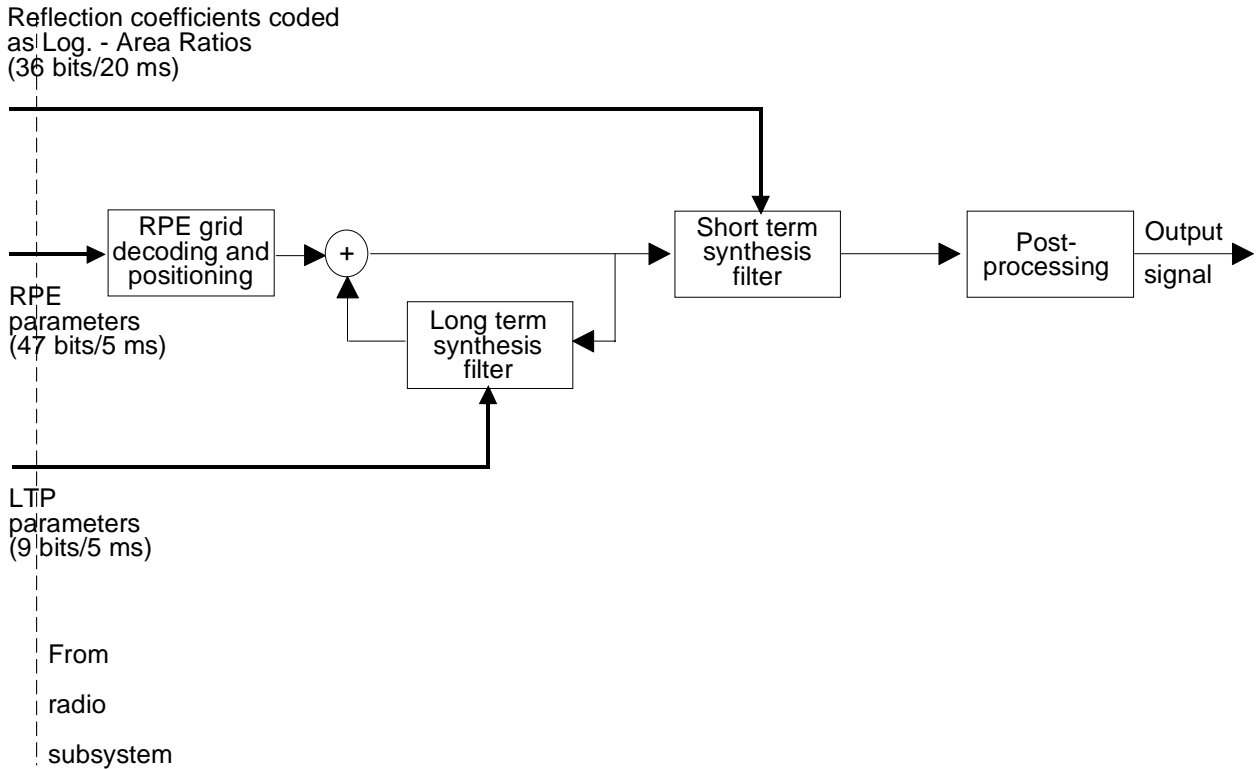 Reflection coefficients coded
as Log. - Area Ratios
(36 bits/20 ms)
RPE grid
decoding and
positioning
+
Short term
synthesis
filter
Post-
processing
Output
signal
RPE
parameters
(47 bits/5 ms)
Long term
synthesis
filter
LTP
parameters
(9 bits/5 ms)
From
radio
subsystem